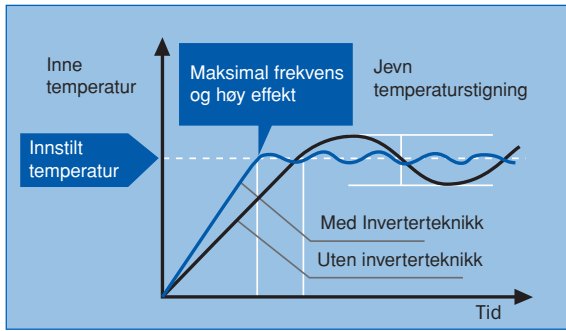 Inne
temperatur
Maksimal frekvens
og høy effekt
Jevn
temperaturstigning
Innstilt
temperatur
Med Inverterteknikk
Uten inverterteknikk
Tid